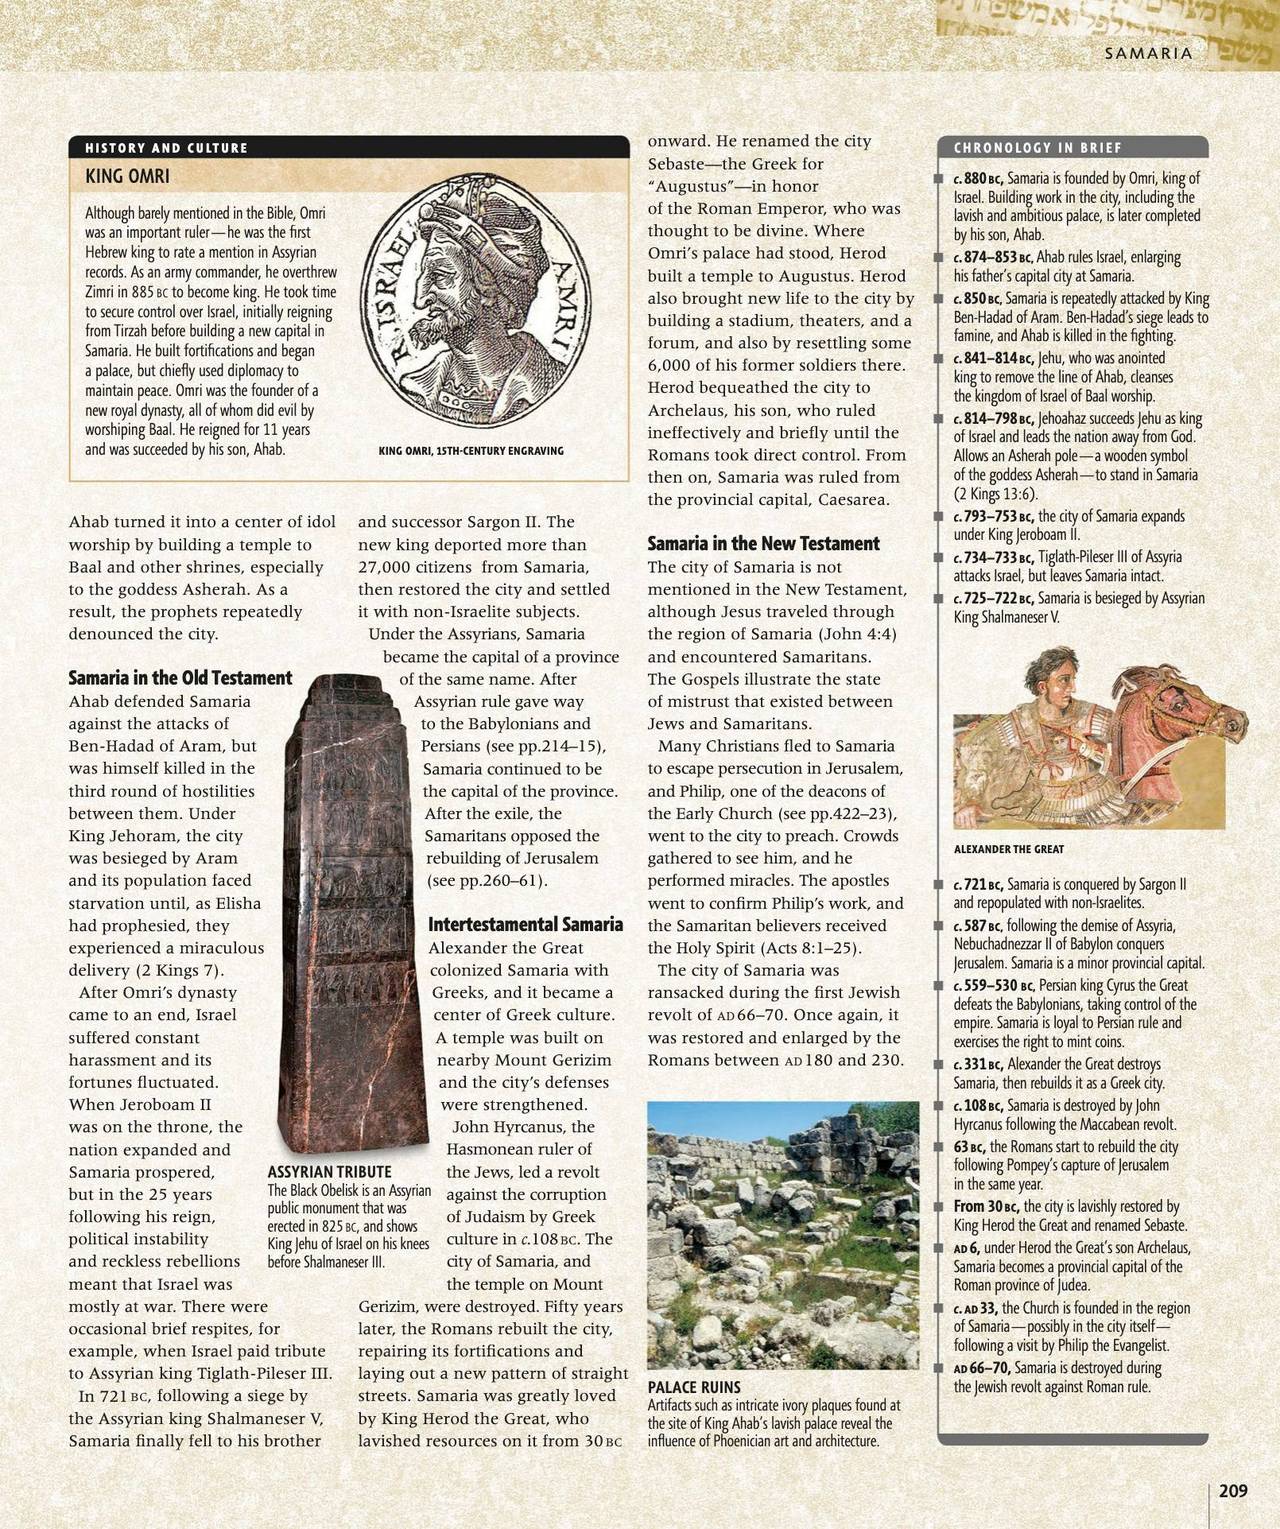 SAMARIA
HISTORY AND CULTURE
KING OMRI
Although barely mentioned in the Bible, Omri
was an important ruler—he was the first
Hebrew king to rate a mention in Assyrian
records. As an army commander, he overthrew
Zimri in 885 BC to become king. He took time
to secure control over Israel, initially reigning
from Tirzah before building a new capital in
Samaria. He built fortifications and began
a palace, but chiefly used diplomacy to
maintain peace. Omri was the founder of a
new royal dynasty, all of whom did evil by
worshiping Baal. He reigned for 11 years
and was succeeded by his son, Ahab.
R·ISRAEL
AMRI
KING OMRI, 15TH-CENTURY ENGRAVING
Ahab turned it into a center of idol
worship by building a temple to
Baal and other shrines, especially
to the goddess Asherah. As a
result, the prophets repeatedly
denounced the city.
Samaria in the Old Testament
Ahab defended Samaria
against the attacks of
Ben-Hadad of Aram, but
was himself killed in the
third round of hostilities
between them. Under
King Jehoram, the city
was besieged by Aram
and its population faced
starvation until, as Elisha
had prophesied, they
experienced a miraculous
delivery (2 Kings 7).
After Omri's dynasty
came to an end, Israel
suffered constant
harassment and its
fortunes fluctuated.
When Jeroboam II
was on the throne, the
nation expanded and
Samaria prospered,
but in the 25 years
following his reign,
political instability
and reckless rebellions
meant that Israel was
mostly at war. There were
occasional brief respites, for
example, when Israel paid tribute
to Assyrian king Tiglath-Pileser III.
In 721 BC, following a siege by
the Assyrian king Shalmaneser V,
Samaria finally fell to his brother
ASSYRIAN TRIBUTE
The Black Obelisk is an Assyrian
public monument that was
erected in 825 BC, and shows
King Jehu of Israel on his knees
before Shalmaneser III.
and successor Sargon II. The
new king deported more than
27,000 citizens from Samaria,
then restored the city and settled
it with non-Israelite subjects.
Under the Assyrians, Samaria
became the capital of a province
of the same name. After
Assyrian rule gave way
to the Babylonians and
Persians (see pp.214–15),
Samaria continued to be
the capital of the province.
After the exile, the
Samaritans opposed the
rebuilding of Jerusalem
(see pp.260–61).
Intertestamental Samaria
Alexander the Great
colonized Samaria with
Greeks, and it became a
center of Greek culture.
A temple was built on
nearby Mount Gerizim
and the city's defenses
were strengthened.
John Hyrcanus, the
Hasmonean ruler of
the Jews, led a revolt
against the corruption
of Judaism by Greek
culture in c.108 BC. The
city of Samaria, and
the temple on Mount
Gerizim, were destroyed. Fifty years
later, the Romans rebuilt the city,
repairing its fortifications and
laying out a new pattern of straight
streets. Samaria was greatly loved
by King Herod the Great, who
lavished resources on it from 30 BC
onward. He renamed the city
Sebaste—the Greek for
“Augustus”—in honor
of the Roman Emperor, who was
thought to be divine. Where
Omri's palace had stood, Herod
built a temple to Augustus. Herod
also brought new life to the city by
building a stadium, theaters, and a
forum, and also by resettling some
6,000 of his former soldiers there.
Herod bequeathed the city to
Archelaus, his son, who ruled
ineffectively and briefly until the
Romans took direct control. From
then on, Samaria was ruled from
the provincial capital, Caesarea.
Samaria in the New Testament
The city of Samaria is not
mentioned in the New Testament,
although Jesus traveled through
the region of Samaria (John 4:4)
and encountered Samaritans.
The Gospels illustrate the state
of mistrust that existed between
Jews and Samaritans.
Many Christians fled to Samaria
to escape persecution in Jerusalem,
and Philip, one of the deacons of
the Early Church (see pp.422–23),
went to the city to preach. Crowds
gathered to see him, and he
performed miracles. The apostles
went to confirm Philip's work, and
the Samaritan believers received
the Holy Spirit (Acts 8:1–25).
The city of Samaria was
ransacked during the first Jewish
revolt of AD 66–70. Once again, it
was restored and enlarged by the
Romans between AD 180 and 230.
PALACE RUINS
Artifacts such as intricate ivory plaques found at
the site of King Ahab's lavish palace reveal the
influence of Phoenician art and architecture.
CHRONOLOGY IN BRIEF
c. 880 BC, Samaria is founded by Omri, king of
Israel. Building work in the city, including the
lavish and ambitious palace, is later completed
by his son, Ahab.
c. 874–853 BC, Ahab rules Israel, enlarging
his father's capital city at Samaria.
c. 850 BC, Samaria is repeatedly attacked by King
Ben-Hadad of Aram. Ben-Hadad's siege leads to
famine, and Ahab is killed in the fighting.
c. 841–814 BC, Jehu, who was anointed
king to remove the line of Ahab, cleanses
the kingdom of Israel of Baal worship.
c. 814–798 BC, Jehoahaz succeeds Jehu as king
of Israel and leads the nation away from God.
Allows an Asherah pole—a wooden symbol
of the goddess Asherah—to stand in Samaria
(2 Kings 13:6).
c. 793–753 BC, the city of Samaria expands
under King Jeroboam II.
c. 734–733 BC, Tiglath-Pileser III of Assyria
attacks Israel, but leaves Samaria intact.
c. 725–722 BC, Samaria is besieged by Assyrian
King Shalmaneser V.
ALEXANDER THE GREAT
c. 721 BC, Samaria is conquered by Sargon II
and repopulated with non-Israelites.
c. 587 BC, following the demise of Assyria,
Nebuchadnezzar II of Babylon conquers
Jerusalem. Samaria is a minor provincial capital.
c. 559–530 BC, Persian king Cyrus the Great
defeats the Babylonians, taking control of the
empire. Samaria is loyal to Persian rule and
exercises the right to mint coins.
c. 331 BC, Alexander the Great destroys
Samaria, then rebuilds it as a Greek city.
c. 108 BC, Samaria is destroyed by John
Hyrcanus following the Maccabean revolt.
63 BC, the Romans start to rebuild the city
following Pompey's capture of Jerusalem
in the same year.
From 30 BC, the city is lavishly restored by
King Herod the Great and renamed Sebaste.
AD 6, under Herod the Great's son Archelaus,
Samaria becomes a provincial capital of the
Roman province of Judea.
c. AD 33, the Church is founded in the region
of Samaria—possibly in the city itself—
following a visit by Philip the Evangelist.
AD 66–70, Samaria is destroyed during
the Jewish revolt against Roman rule.
209